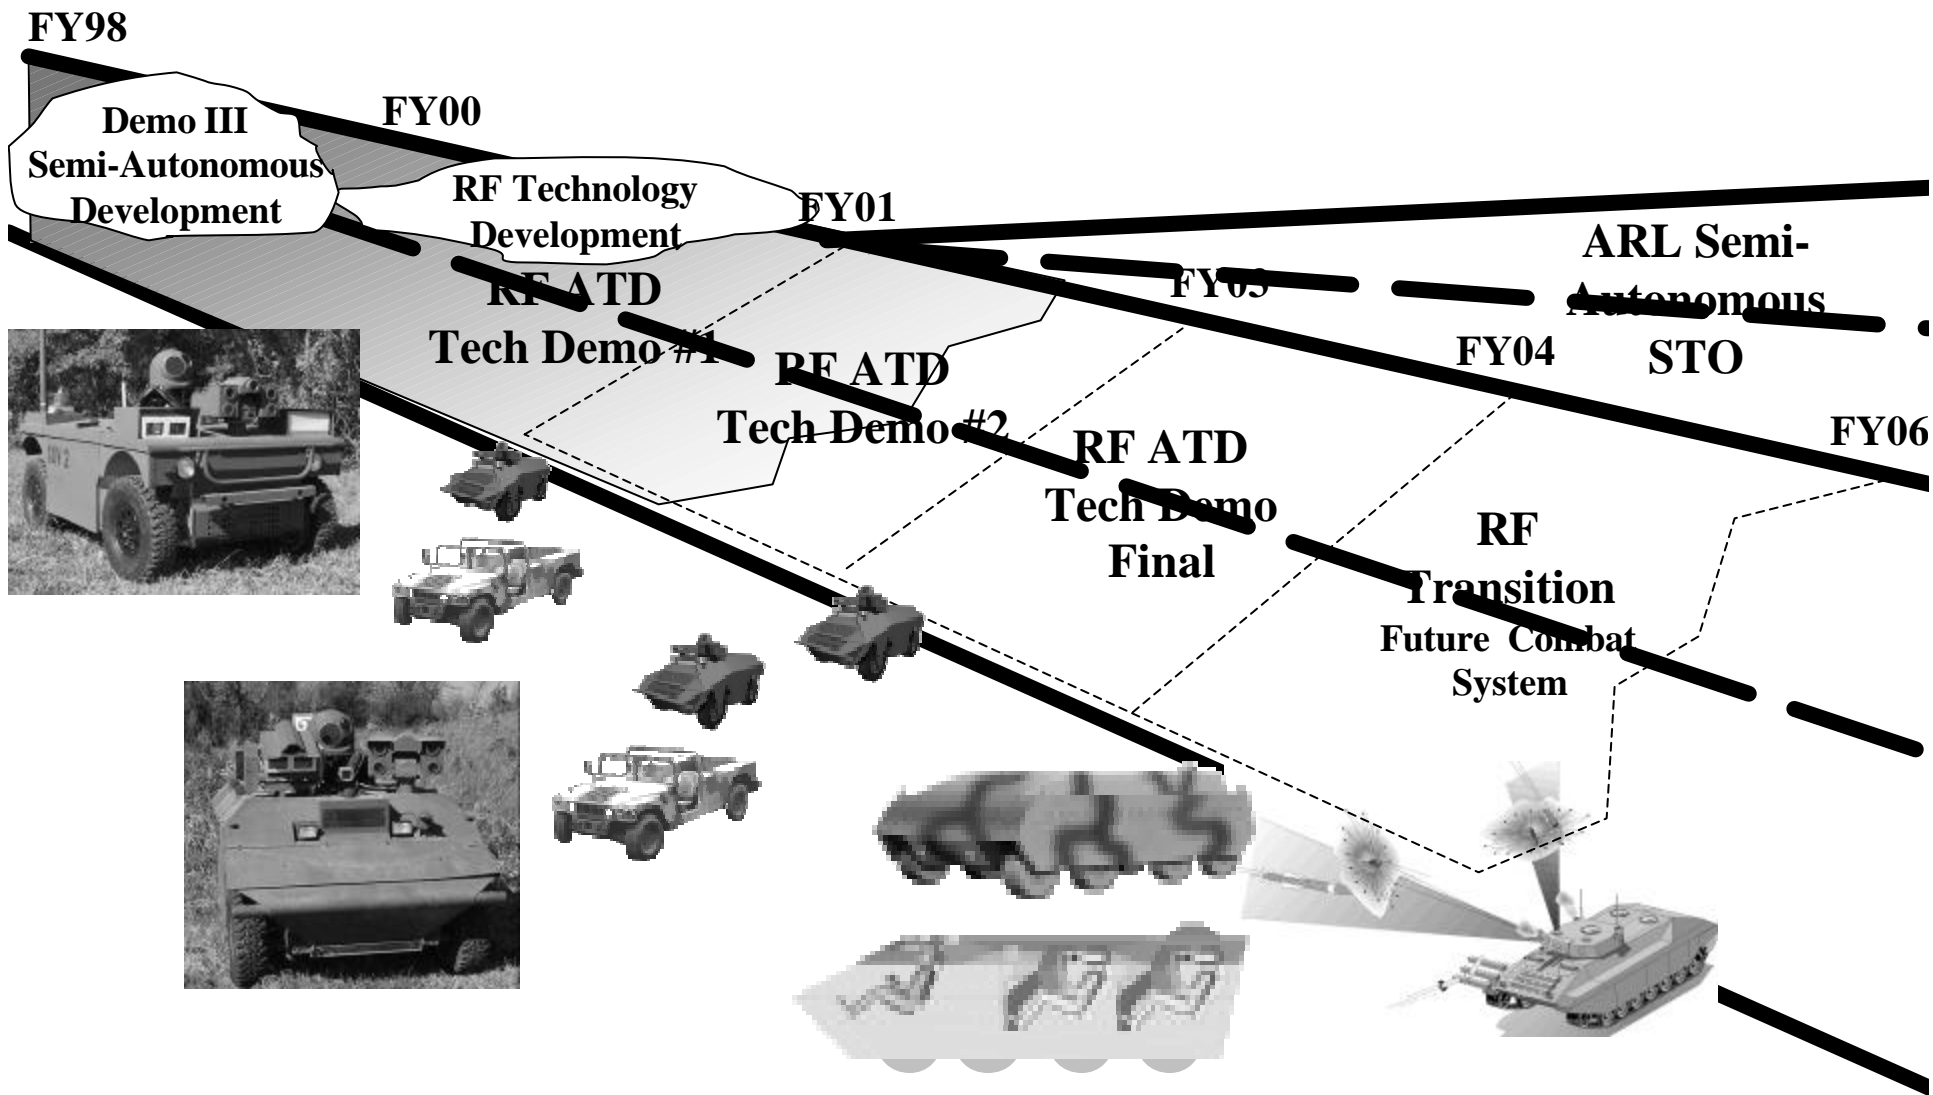 FY98
FY00
Demo III
Semi-Autonomous
Development
RF Technology
Development
FY01
RF ATD
Tech Demo #1
FY03
ARL Semi-
Autonomous
STO
FY04
RF ATD
Tech Demo #2
FY06
RF ATD
Tech Demo
Final
RF
Transition
Future Combat
System